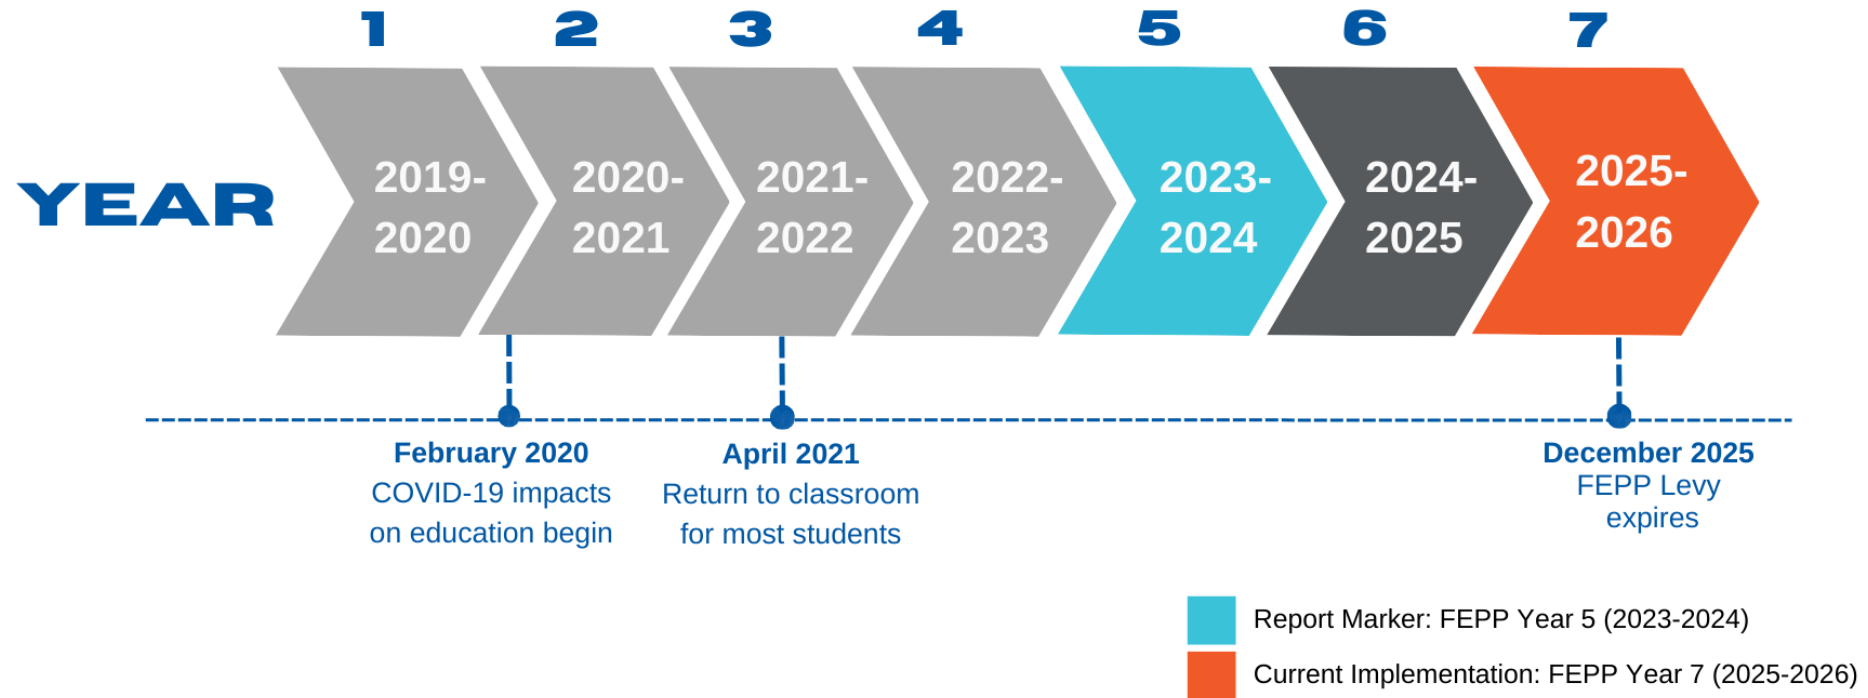 1 2 3 4 5 6 7
YEAR
2019-
2020
2020-
2021
2021-
2022
2022-
2023
2023-
2024
2024-
2025
2025-
2026
February 2020
COVID-19 impacts
on education begin
April 2021
Return to classroom
for most students
December 2025
FEPP Levy
expires
Report Marker: FEPP Year 5 (2023-2024)
Current Implementation: FEPP Year 7 (2025-2026)